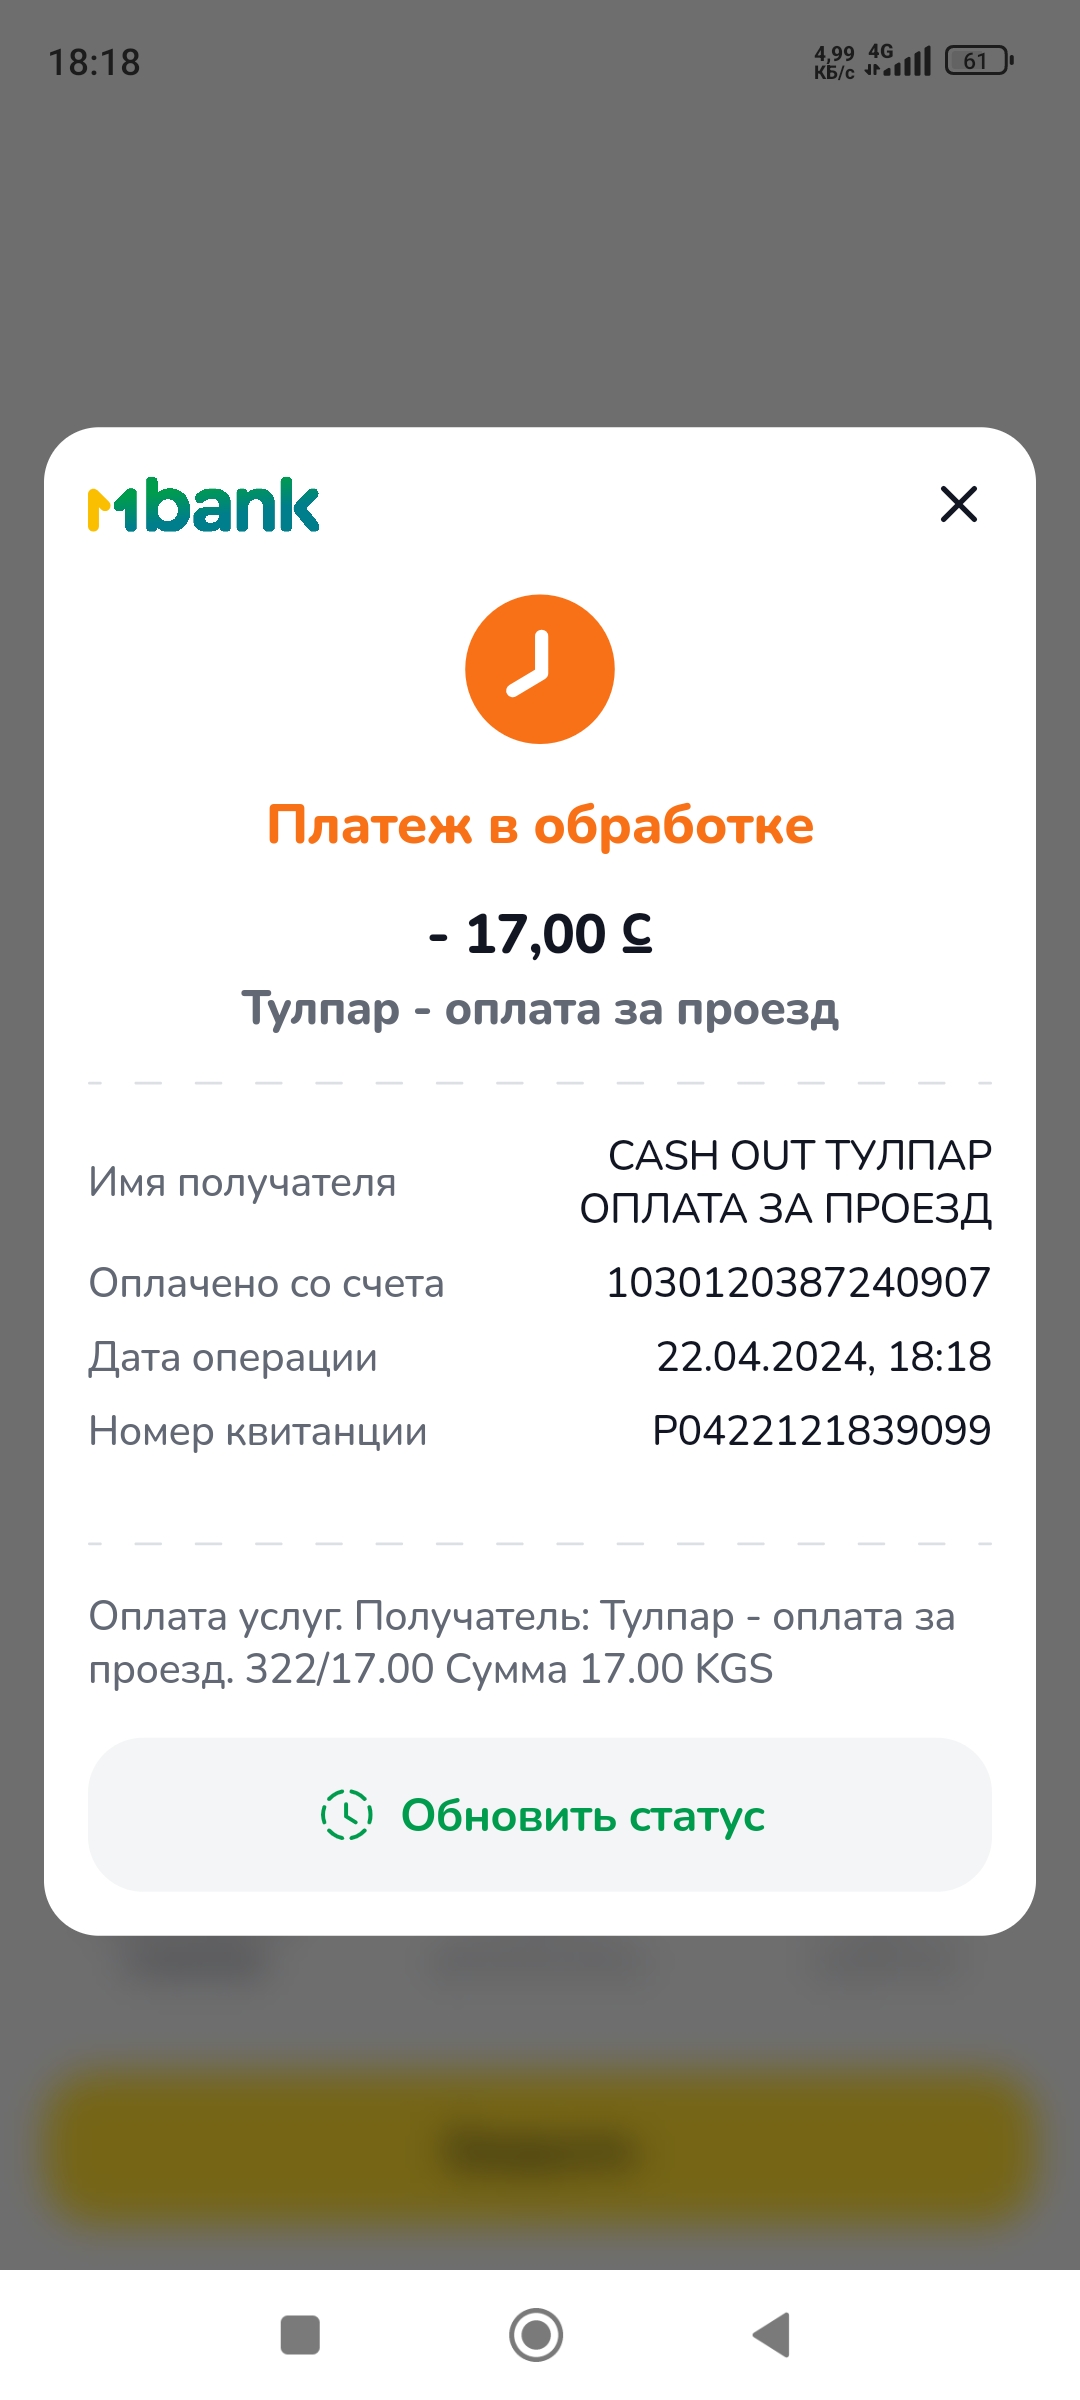 18:18
4,99
КБ/с
4G
61
Mbank
Платеж в обработке
- 17,00 с
Тулпар - оплата за проезд
Имя получателя
CASH OUT ТУЛПАР
ОПЛАТА ЗА ПРОЕЗД
Оплачено со счета 1030120387240907
Дата операции 22.04.2024, 18:18
Номер квитанции P0422121839099
Оплата услуг. Получатель: Тулпар - оплата за
проезд. 322/17.00 Сумма 17.00 KGS
Обновить статус